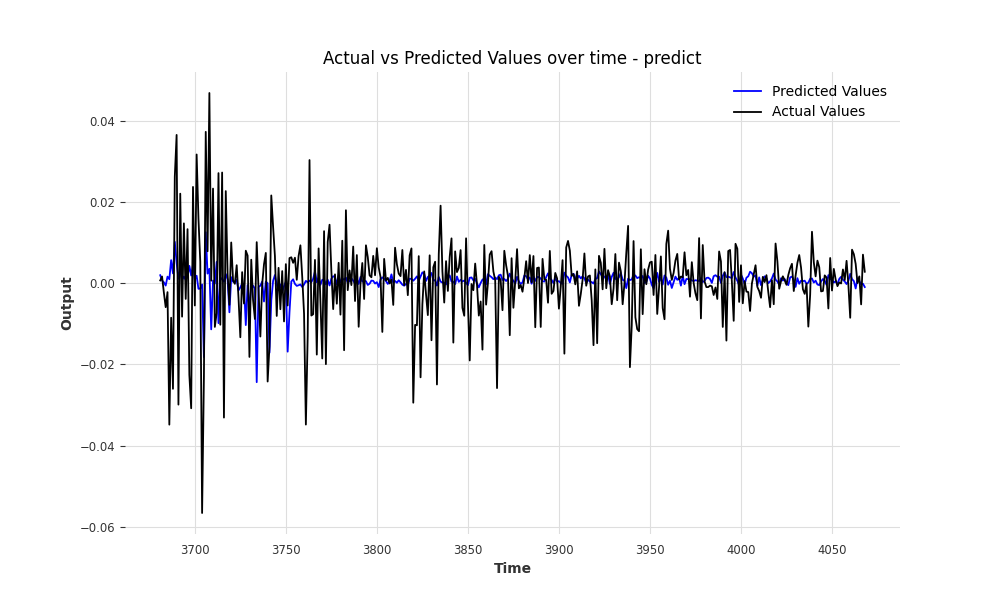 Actual vs Predicted Values over time - predict
Predicted Values
Actual Values
0.04
0.02
0.00
−0.02
−0.04
−0.06
Output
3700 3750 3800 3850 3900 3950 4000 4050
Time